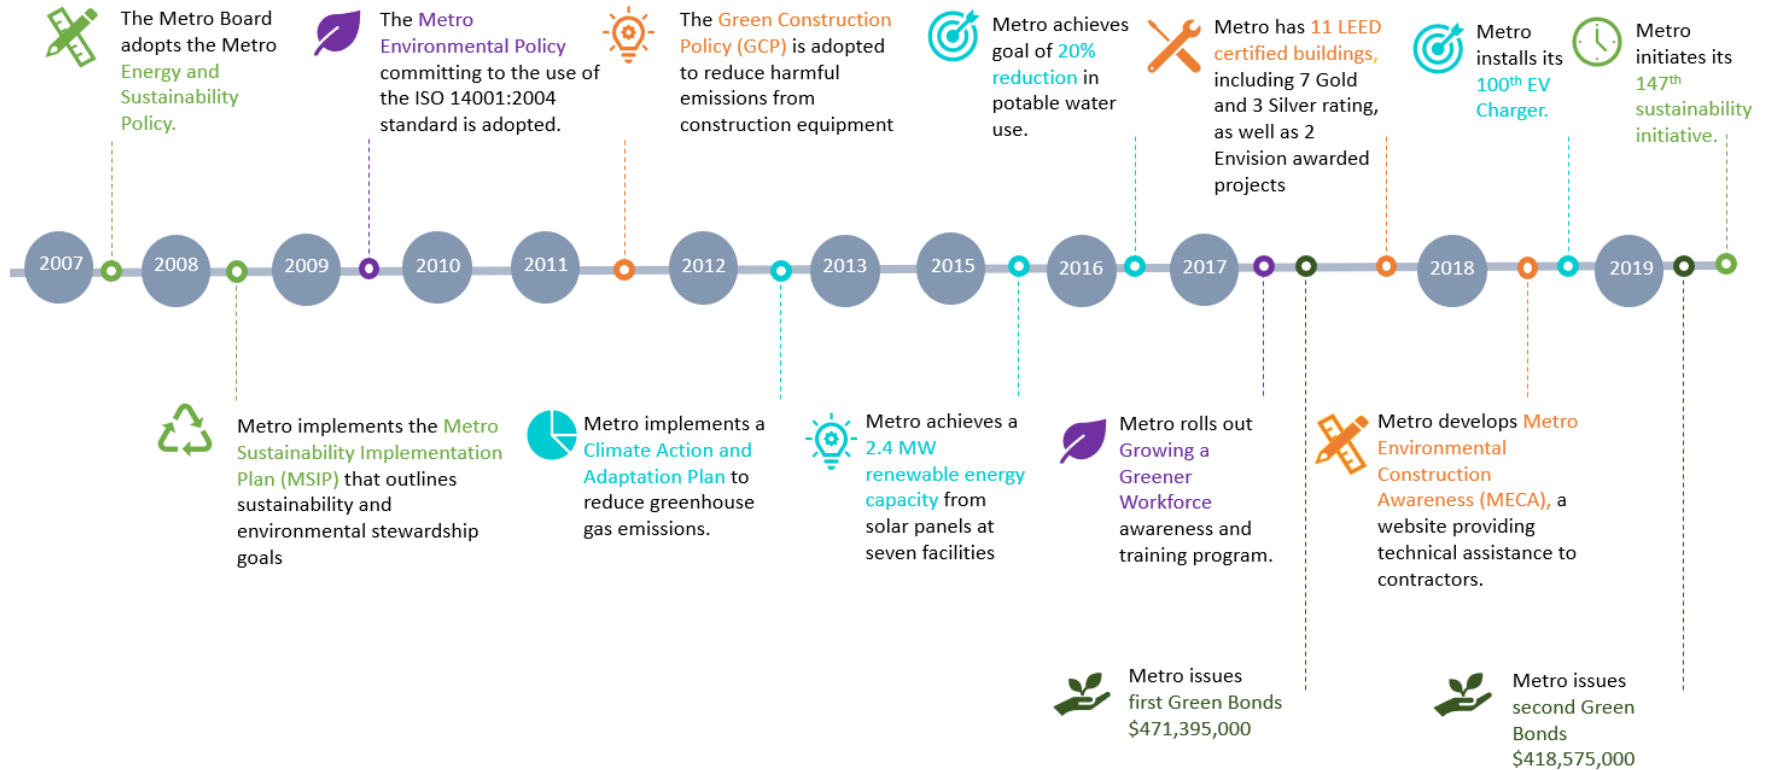 The Metro Board
adopts the Metro
Energy and
Sustainability
Policy.
The Metro
Environmental Policy
committing to the use of
the ISO 14001:2004
standard is adopted.
The Green Construction
Policy (GCP) is adopted
to reduce harmful
emissions from
construction equipment
Metro achieves
goal of 20%
reduction in
potable water
use.
Metro has 11 LEED
certified buildings,
including 7 Gold
and 3 Silver rating,
as well as 2
Envision awarded
projects
Metro
installs its
100th EV
Charger.
Metro
initiates its
147th
sustainability
initiative.
2007
2008
2009
2010
2011
2012
2013
2015
2016
2017
2018
2019
Metro implements the Metro
Sustainability Implementation
Plan (MSIP) that outlines
sustainability and
environmental stewardship
goals
Metro implements a
Climate Action and
Adaptation Plan to
reduce greenhouse
gas emissions.
Metro achieves a
2.4 MW
renewable energy
capacity from
solar panels at
seven facilities
Metro rolls out
Growing a
Greener
Workforce
awareness and
training program.
Metro develops Metro
Environmental
Construction
Awareness (MECA), a
website providing
technical assistance to
contractors.
Metro issues
first Green Bonds
$471,395,000
Metro issues
second Green
Bonds
$418,575,000